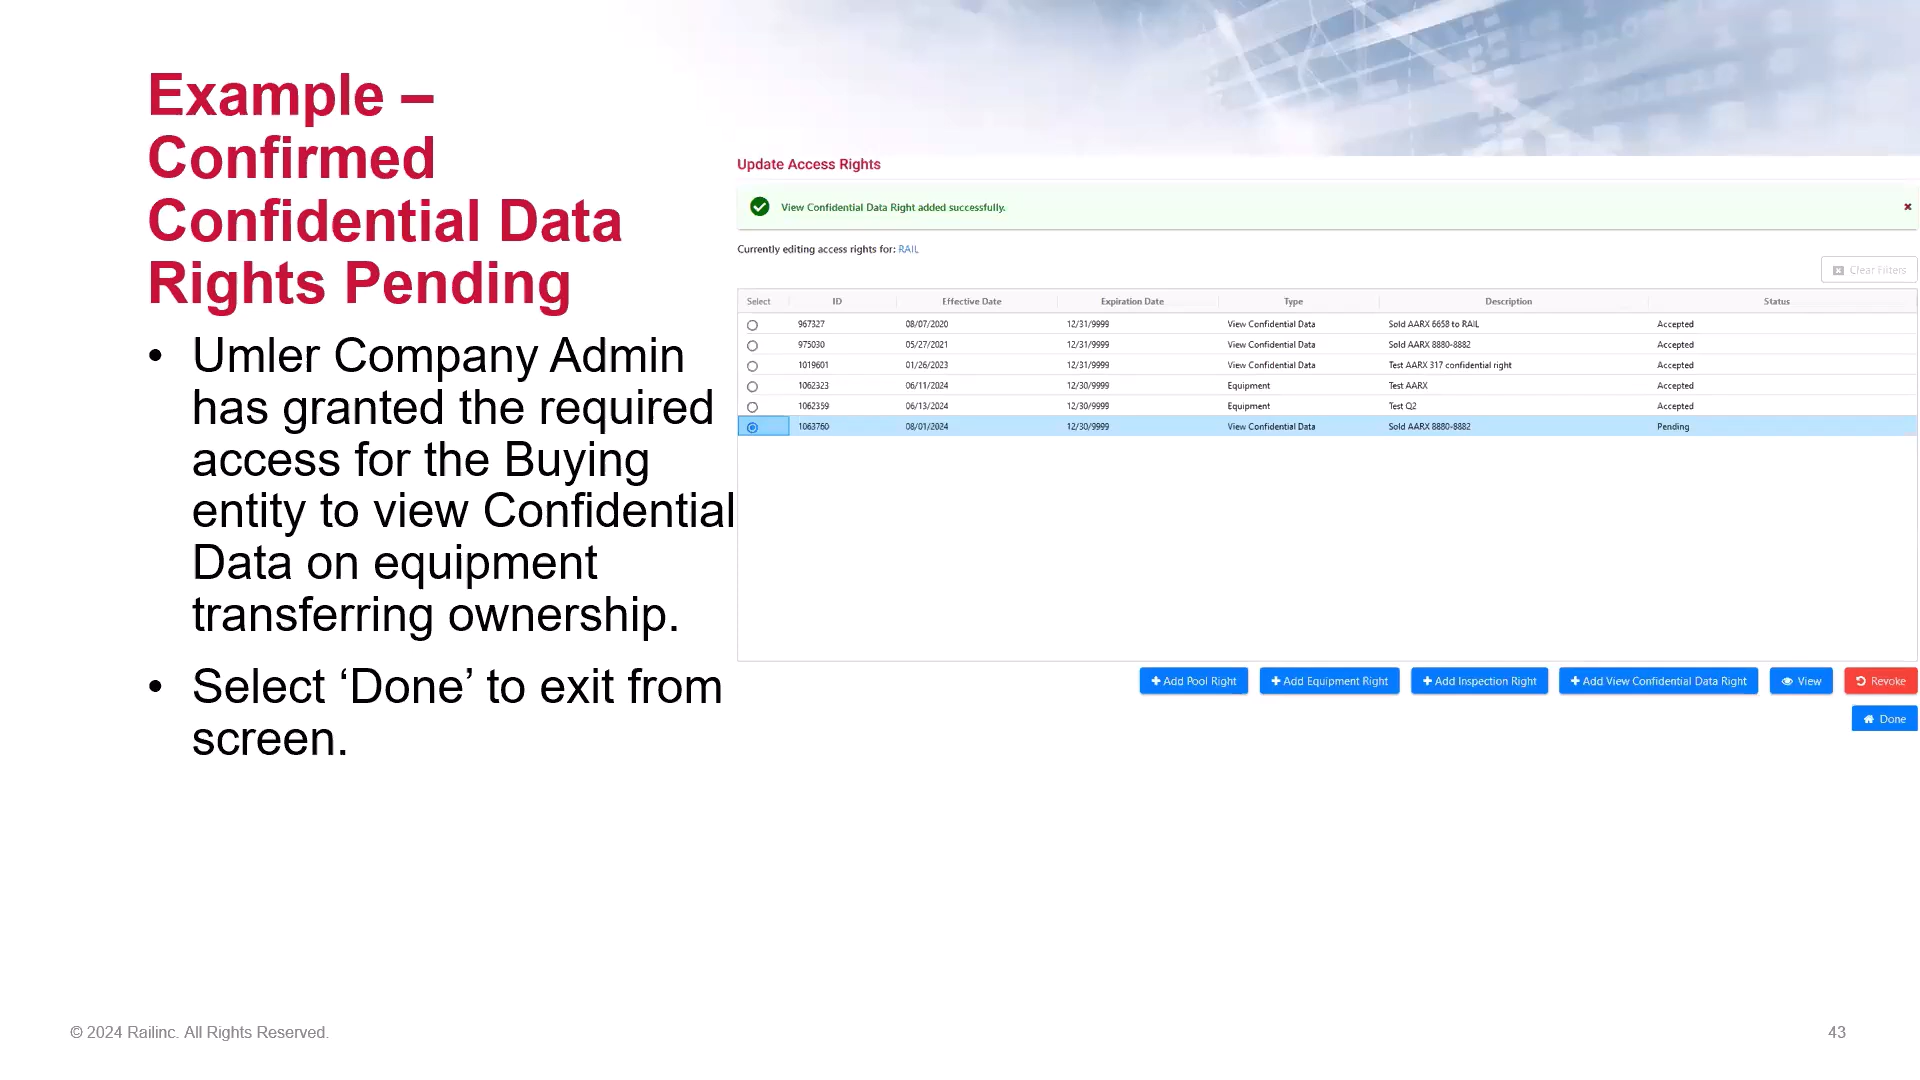 Example –
Confirmed
Confidential Data
Rights Pending
• Umler Company Admin
has granted the required
access for the Buying
entity to view Confidential
Data on equipment
transferring ownership.
• Select ‘Done’ to exit from
screen.
Update Access Rights
View Confidential Data Right added successfully.
Currently editing access rights for: RAIL
Clear Filters
Select ID Effective Date Expiration Date Type Description Status
967327 08/07/2020 12/31/9999 View Confidential Data Sold AARX 6658 to RAIL Accepted
975030 05/27/2021 12/31/9999 View Confidential Data Sold AARX 8880-8882 Accepted
1019601 01/26/2023 12/31/9999 View Confidential Data Test AARX 317 confidential right Accepted
1062323 06/11/2024 12/30/9999 Equipment Test AARX Accepted
1062359 06/13/2024 12/30/9999 Equipment Test Q2 Accepted
1063760 08/01/2024 12/30/9999 View Confidential Data Sold AARX 8880-8882 Pending
Add Pool Right Add Equipment Right Add Inspection Right Add View Confidential Data Right View Revoke
Done
© 2024 Railinc. All Rights Reserved.
43